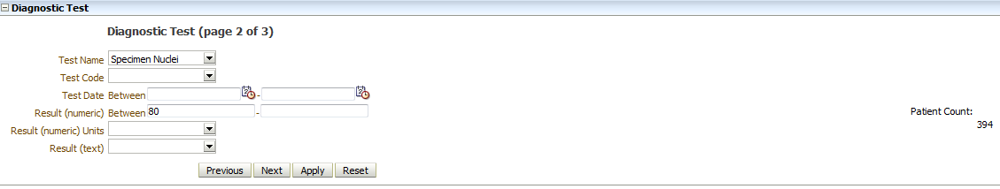 Diagnostic Test
Diagnostic Test (page 2 of 3)
Test Name Specimen Nuclei
Test Code
Test Date Between -
Result (numeric) Between 80 -
Patient Count:
394
Result (numeric) Units
Result (text)
Previous Next Apply Reset